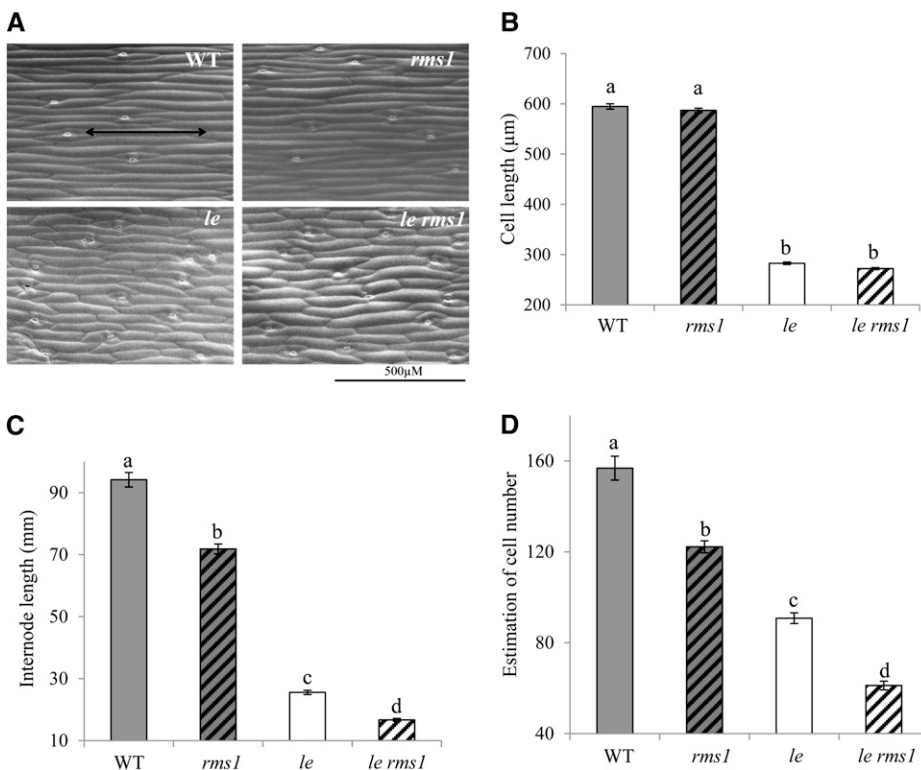 A
WT
rms1
le
le rms1
500µM
B
Cell length (µm)
700
600
500
400
300
200
a
a
b
b
WT
rms1
le
le rms1
C
Internode length (mm)
90
70
50
30
10
a
b
c
d
WT
rms1
le
le rms1
D
Estimation of cell number
160
120
80
40
a
b
c
d
WT
rms1
le
le rms1